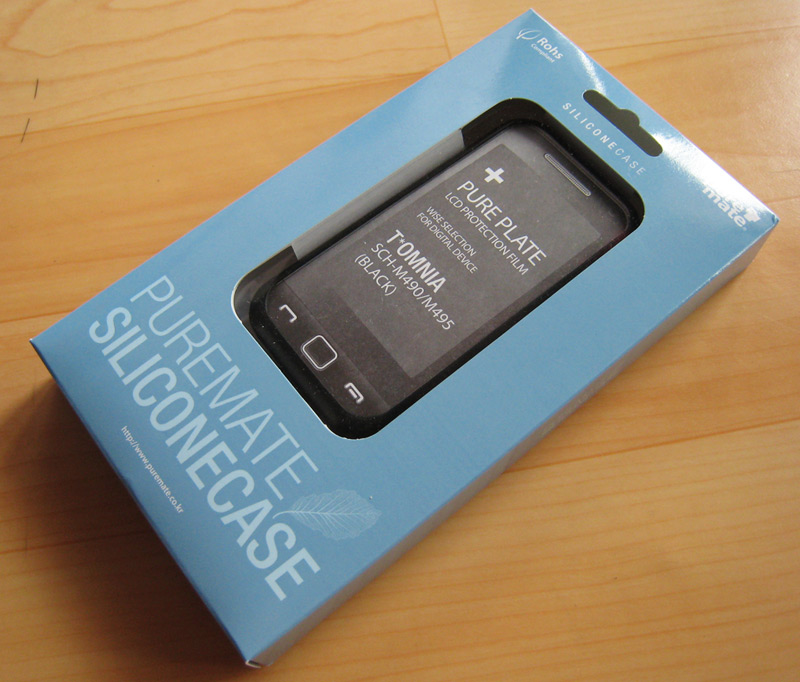 Rohs
Compliant
SILICONECASE
mate
PURE PLATE
LCD PROTECTION FILM
WISE SELECTION
FOR DIGITAL DEVICE
T*OMNIA
SCH-M490/M495
(BLACK)
PUREMATE
SILICONECASE
http://www.puremate.co.kr